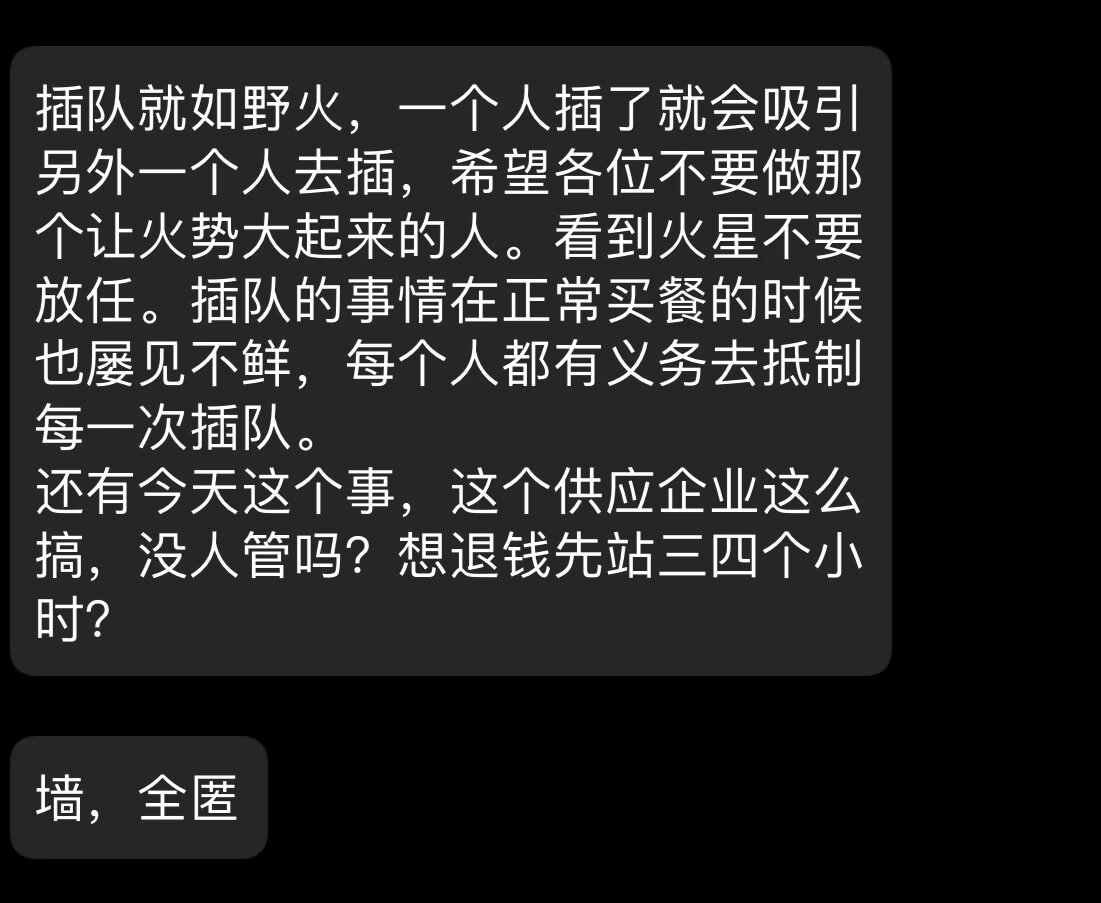 插队就如野火，一个人插了就会吸引
另外一个人去插，希望各位不要做那
个让火势大起来的人。看到火星不要
放任。插队的事情在正常买餐的时候
也屡见不鲜，每个人都有义务去抵制
每一次插队。
还有今天这个事，这个供应企业这么
搞，没人管吗？想退钱先站三四个小
时？
墙，全匿